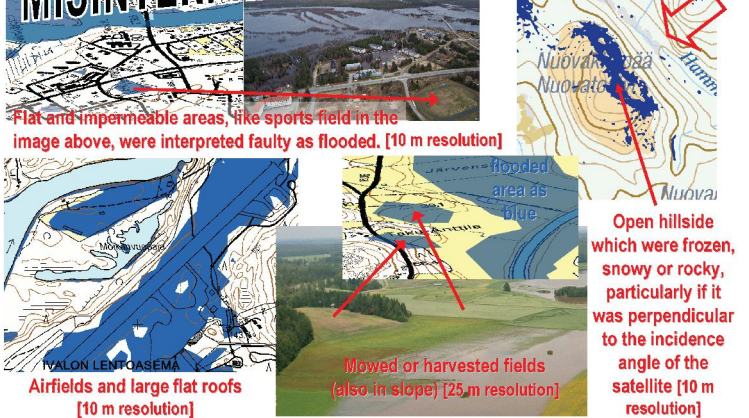 Flat and impermeable areas, like sports field in the
image above, were interpreted faulty as flooded. [10 m resolution]
Nuovat
Open hillside
which were frozen,
snowy or rocky,
particularly if it
was perpendicular
to the incidence
angle of the
satellite [10 m
resolution]
flooded
area as
blue
IVALON LENTOASEMA
Airfields and large flat roofs
[10 m resolution]
Mowed or harvested fields
(also in slope) [25 m resolution]